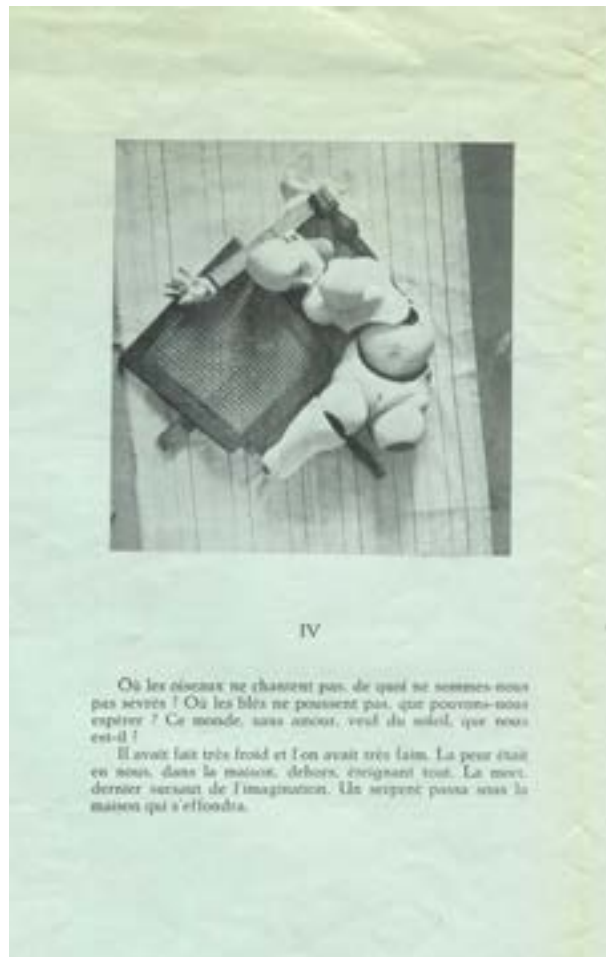 IV
Où les oiseaux ne chantent pas, de quoi ne sommes-nous
pas sevrés ? Où les blés ne poussent pas, que pouvons-nous
espérer ? Ce monde, sans amour, veuf du soleil, que nous
est-il ?
Il avait fait très froid et l'on avait très faim. La peur était
en nous, dans la maison, dehors, éteignant tout. La mort,
dernier sursaut de l'imagination. Un serpent passa sous la
maison qui s'effondra.